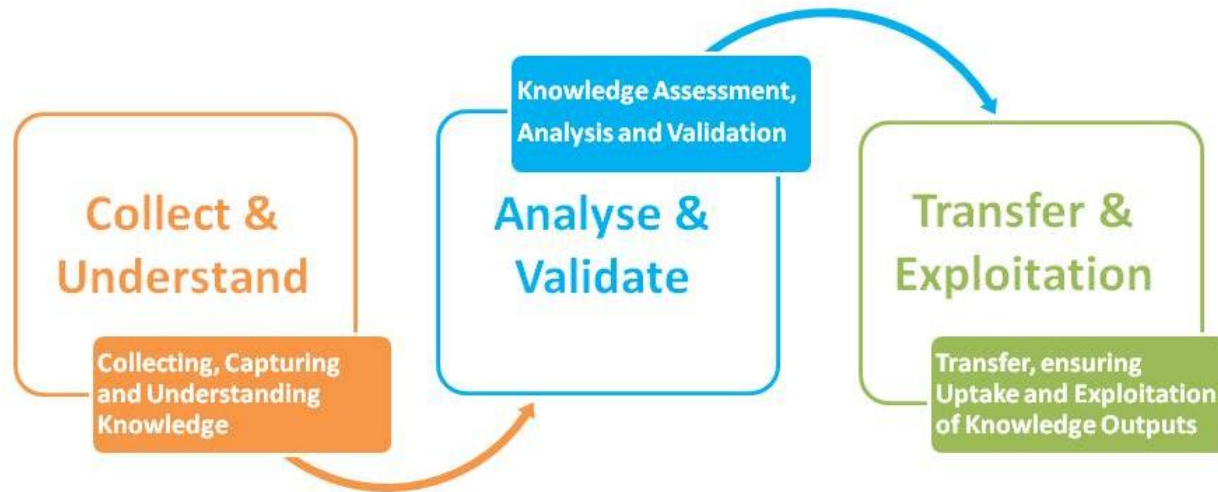 Collect &
Understand
Collecting, Capturing
and Understanding
Knowledge
Knowledge Assessment,
Analysis and Validation
Analyse &
Validate
Transfer &
Exploitation
Transfer, ensuring
Uptake and Exploitation
of Knowledge Outputs